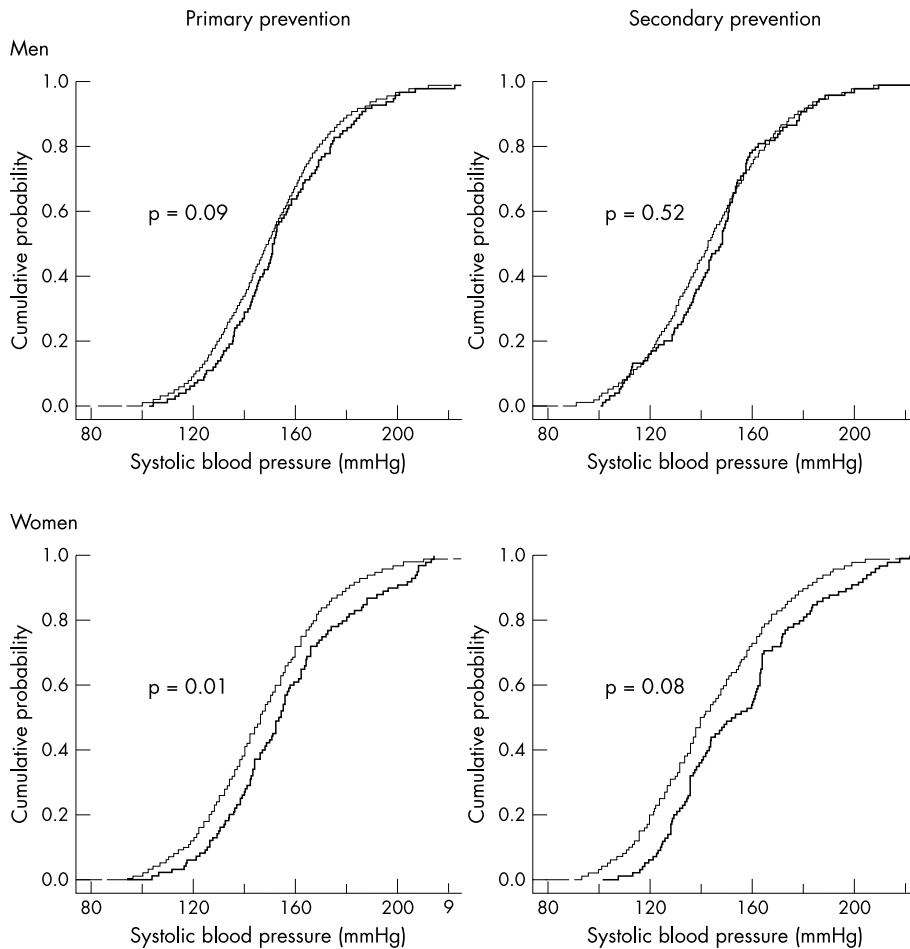 Primary prevention
Secondary prevention
Men
1.0
0.8
0.6
0.4
0.2
0.0
Cumulative probability
p = 0.09
80 120 160 200
Systolic blood pressure (mmHg)
1.0
0.8
0.6
0.4
0.2
0.0
Cumulative probability
p = 0.52
80 120 160 200
Systolic blood pressure (mmHg)
Women
1.0
0.8
0.6
0.4
0.2
0.0
Cumulative probability
p = 0.01
80 120 160 200 9
Systolic blood pressure (mmHg)
1.0
0.8
0.6
0.4
0.2
0.0
Cumulative probability
p = 0.08
80 120 160 200
Systolic blood pressure (mmHg)